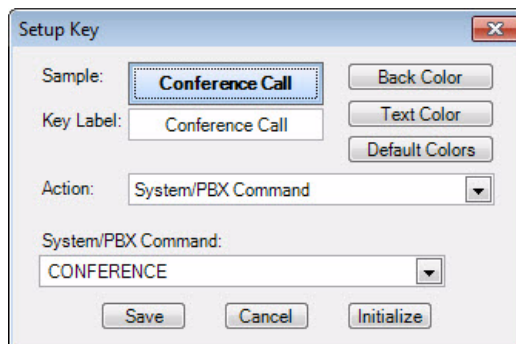 Setup Key
Sample: Conference Call Back Color
Key Label: Conference Call Text Color
Default Colors
Action: System/PBX Command
System/PBX Command:
CONFERENCE
Save Cancel Initialize